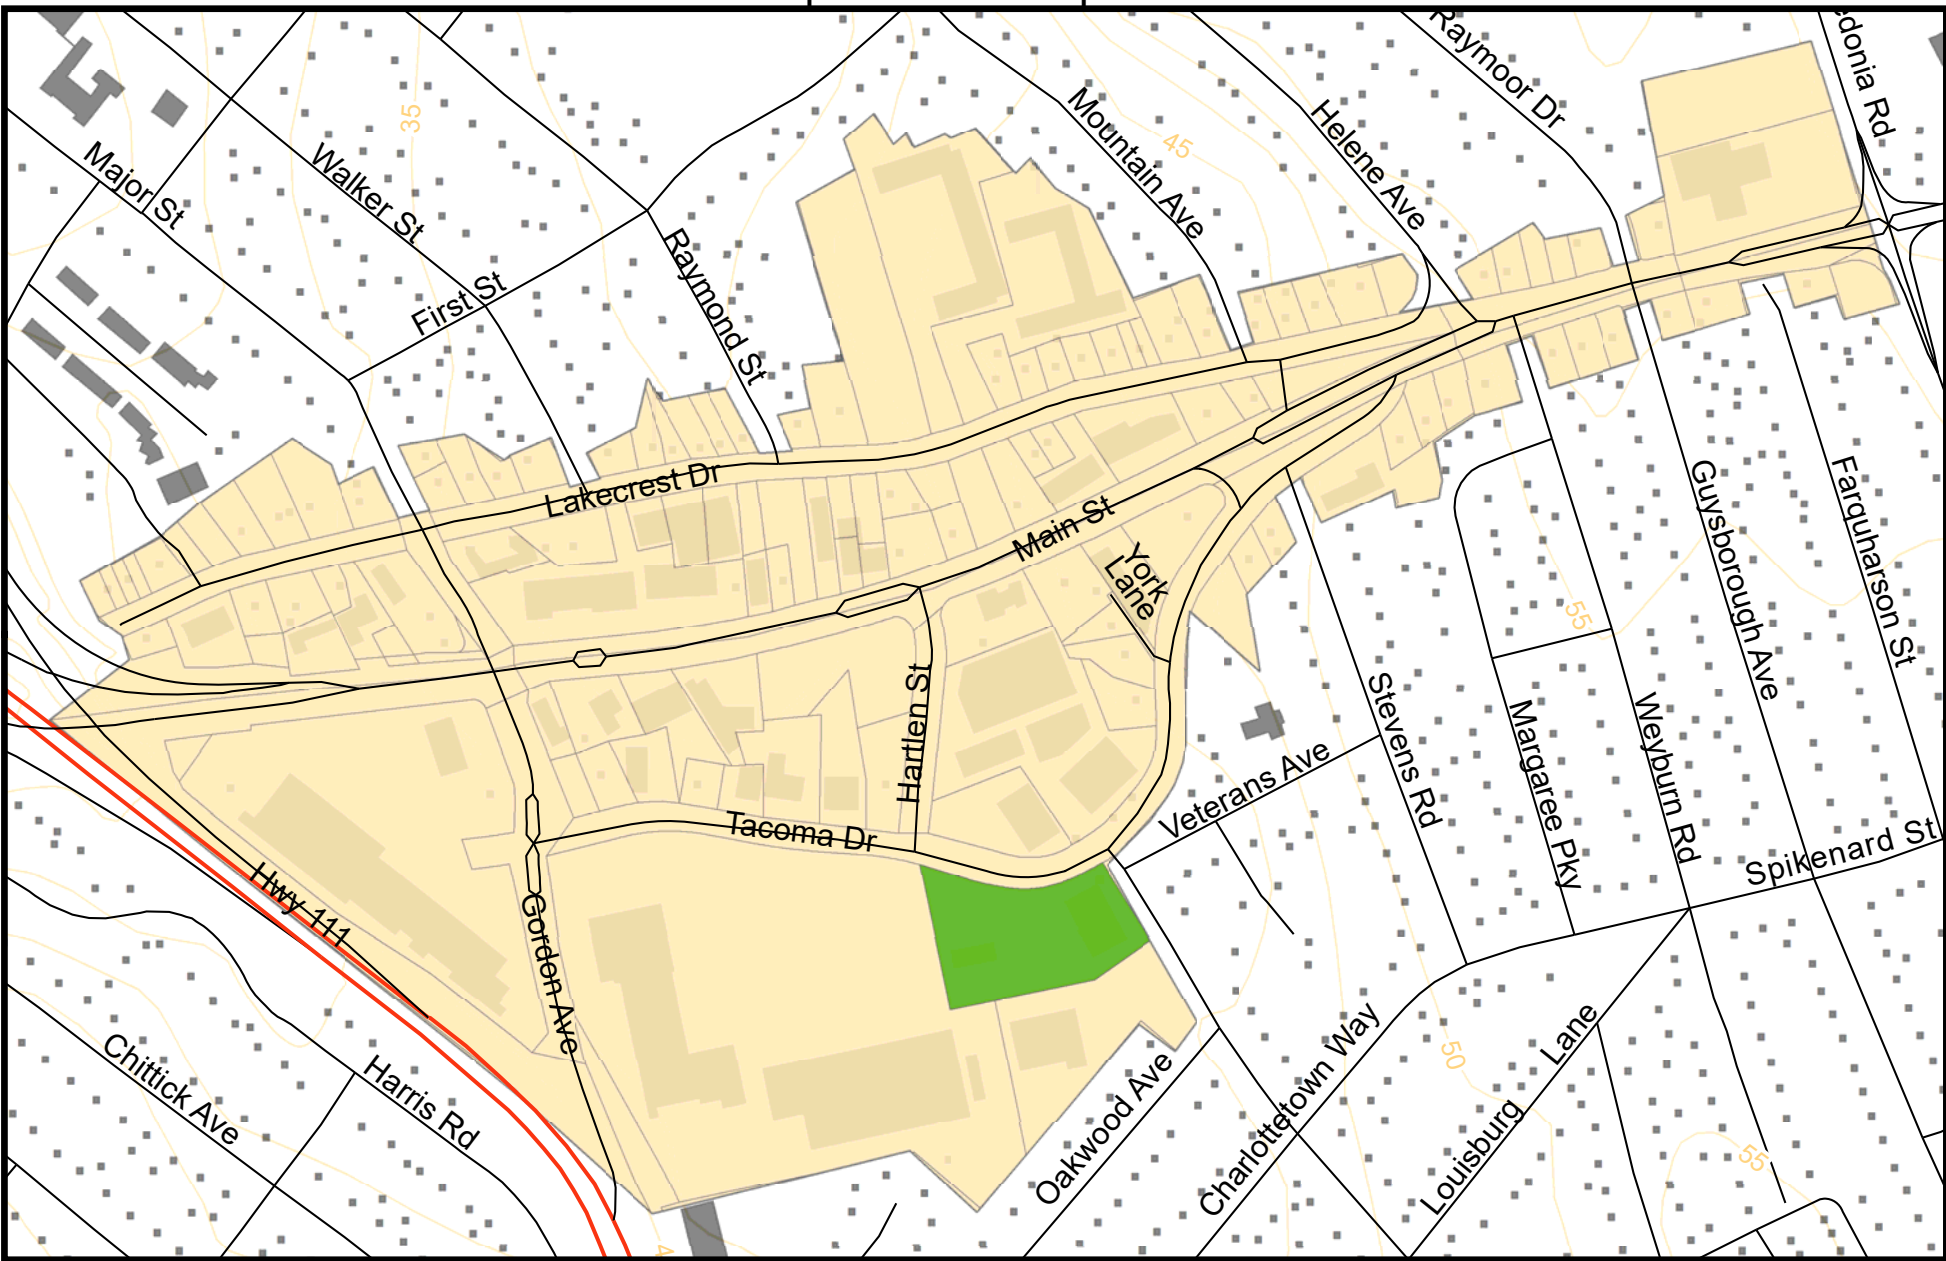 Raymoor Dr
edonia Rd
35
45
Mountain Ave
Helene Ave
Major St
Walker St
First St
Raymond St
Lakecrest Dr
Main St
York
Lane
Guysborough Ave
Farquharson St
55
Hartlen St
Stevens Rd
Margaree Pky
Weyburn Rd
Veterans Ave
Tacoma Dr
Spikenard St
Hwy 111
Gordon Ave
Chittick Ave
Harris Rd
Oakwood Ave
Charlottetown Way
50
Louisburg Lane
55
4